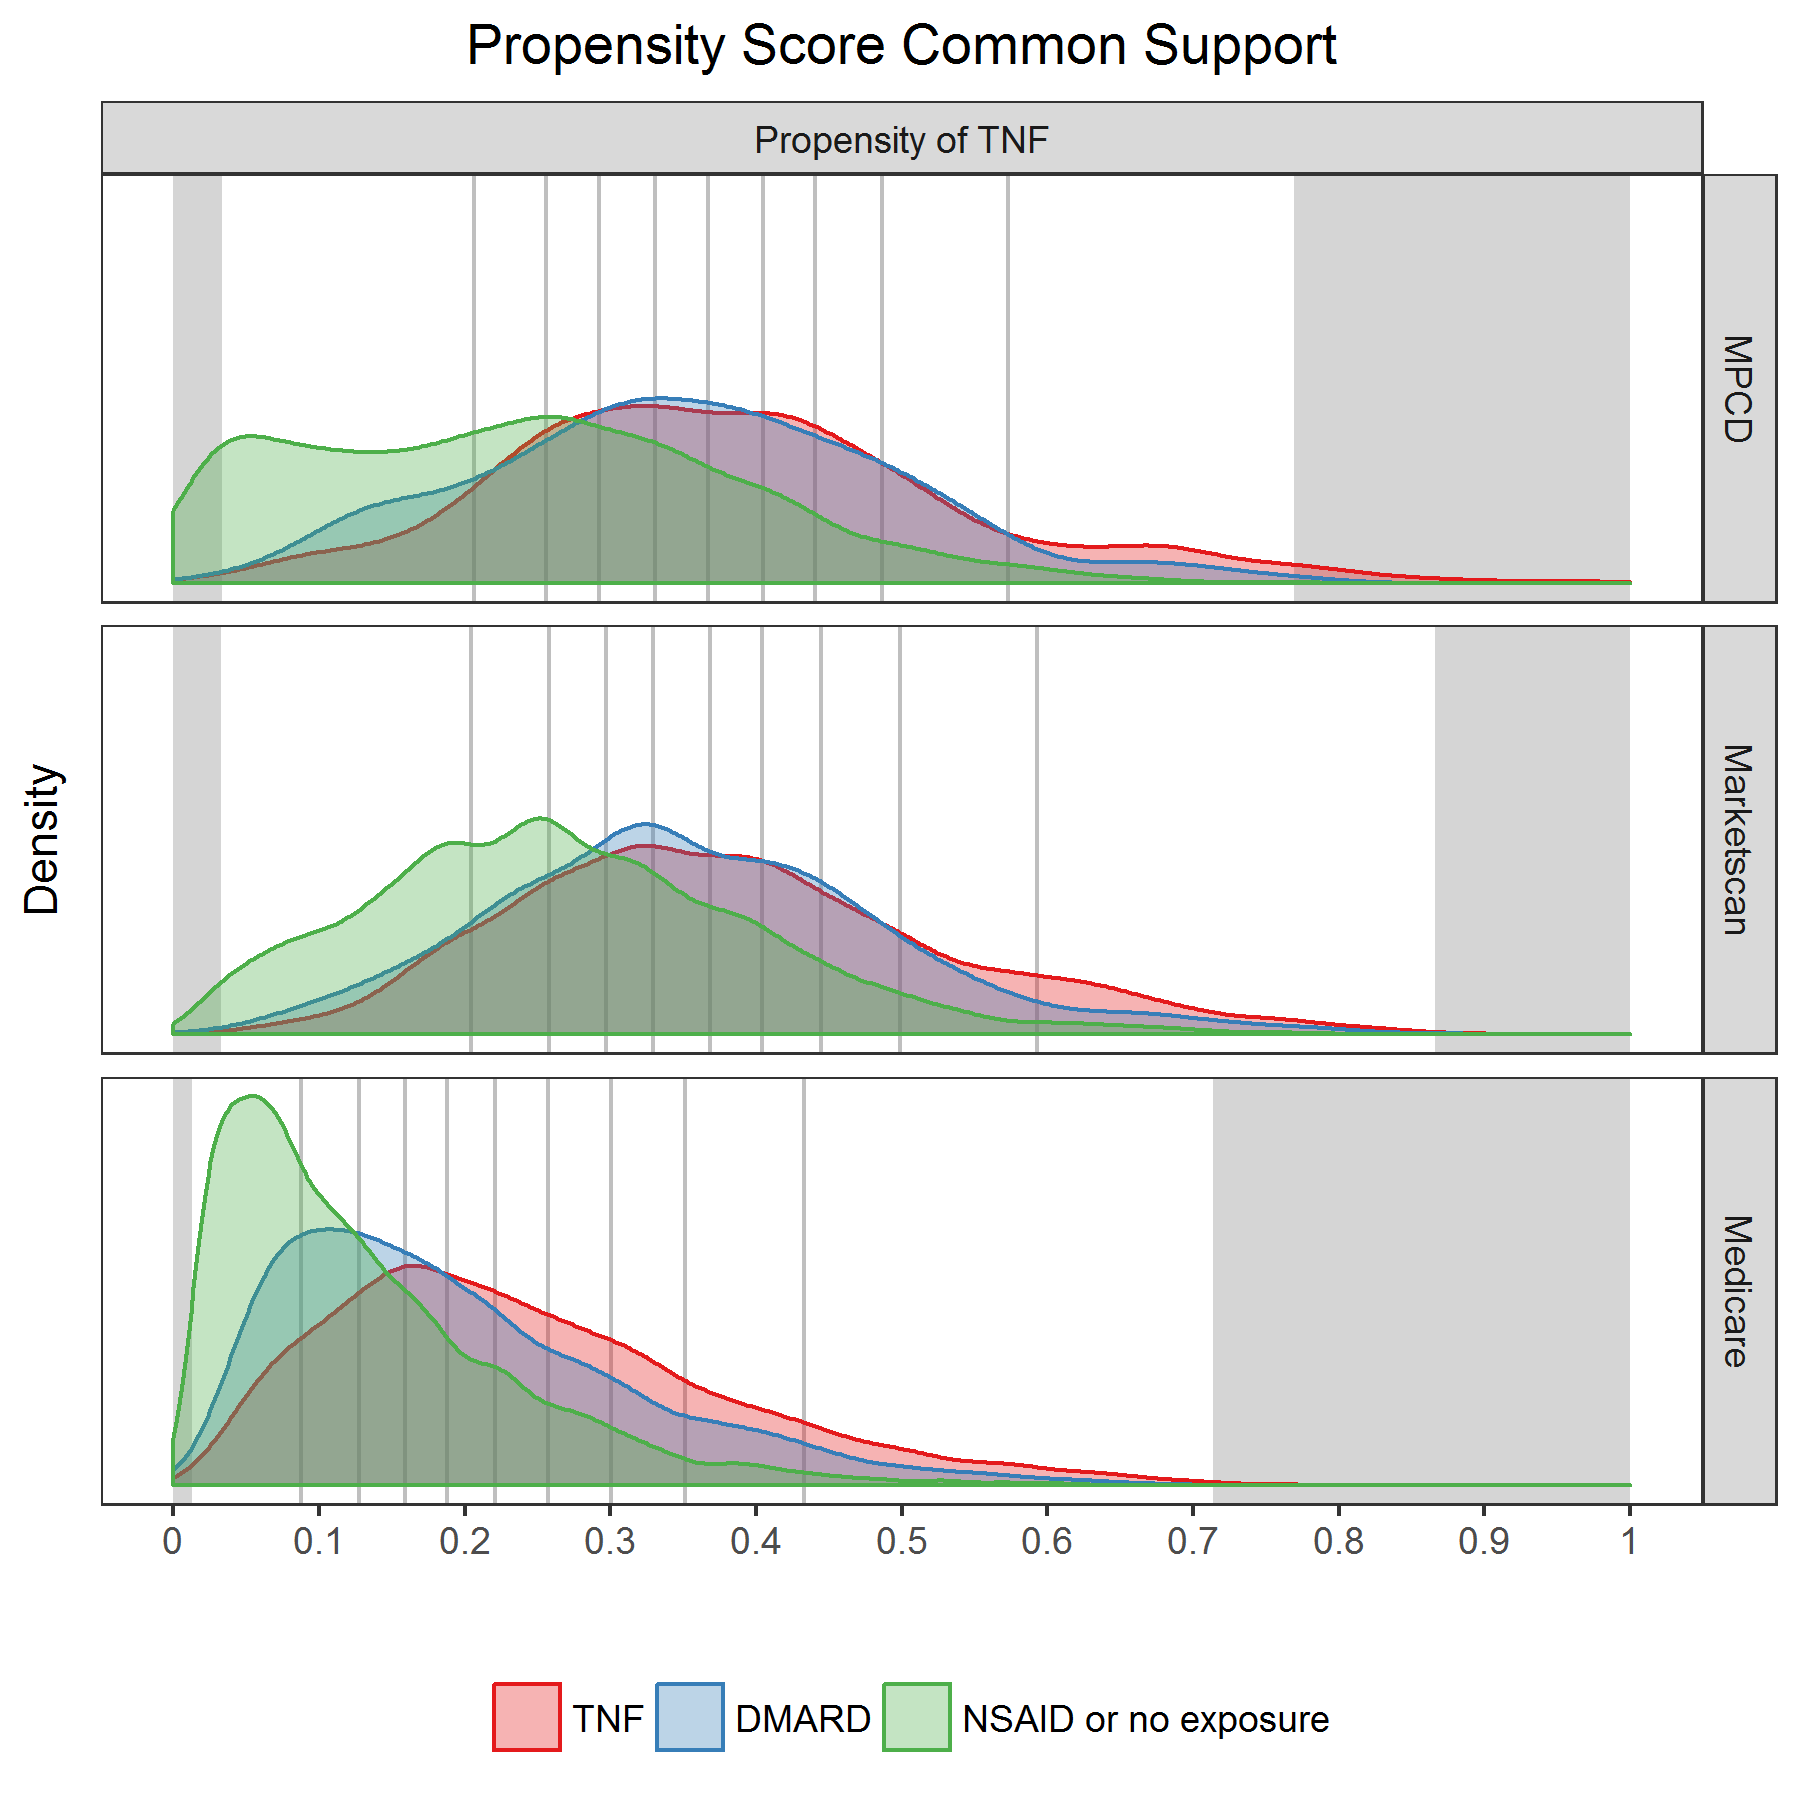 Propensity Score Common Support
Propensity of TNF
MPCD
Marketscan
Medicare
Density
0 0.1 0.2 0.3 0.4 0.5 0.6 0.7 0.8 0.9 1
TNF DMARD NSAID or no exposure